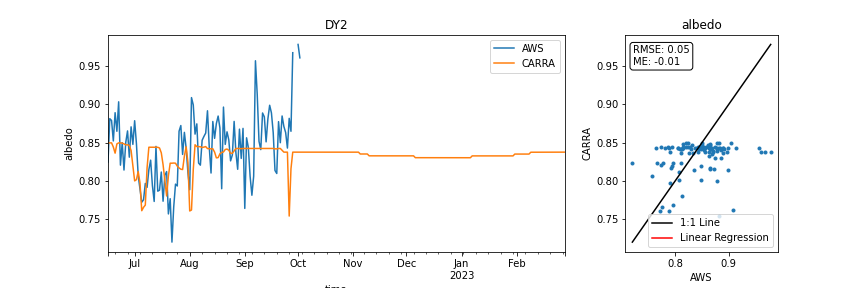 DY2
AWS
CARRA
albedo
0.95
0.90
0.85
0.80
0.75
Jul
Aug
Sep
Oct
Nov
Dec
Jan
Feb
2023
time
albedo
RMSE: 0.05
ME: -0.01
CARRA
0.95
0.90
0.85
0.80
0.75
1:1 Line
Linear Regression
0.8
0.9
AWS